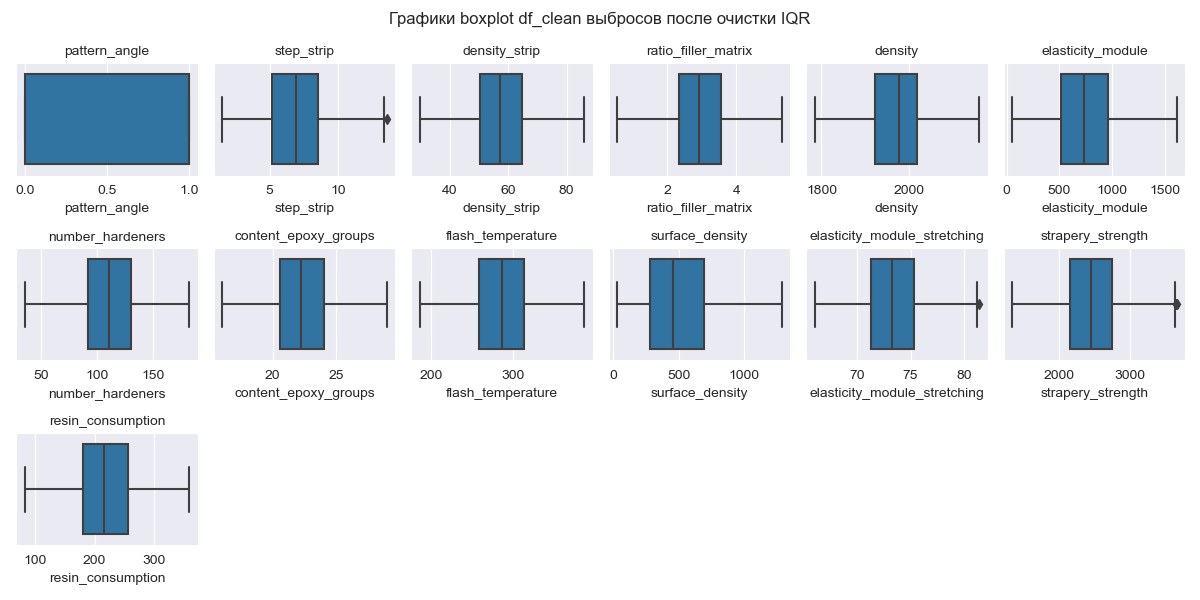 Графики boxplot df_clean выбросов после очистки IQR
pattern_angle step_strip density_strip ratio_filler_matrix density elasticity_module
0.0 0.5 1.0 5 10 40 60 80 2 4 1800 2000 0 500 1000 1500
pattern_angle step_strip density_strip ratio_filler_matrix density elasticity_module
number_hardeners content_epoxy_groups flash_temperature surface_density elasticity_module_stretching strapery_strength
50 100 150 20 25 200 300 0 500 1000 70 75 80 2000 3000
number_hardeners content_epoxy_groups flash_temperature surface_density elasticity_module_stretching strapery_strength
resin_consumption
100 200 300
resin_consumption